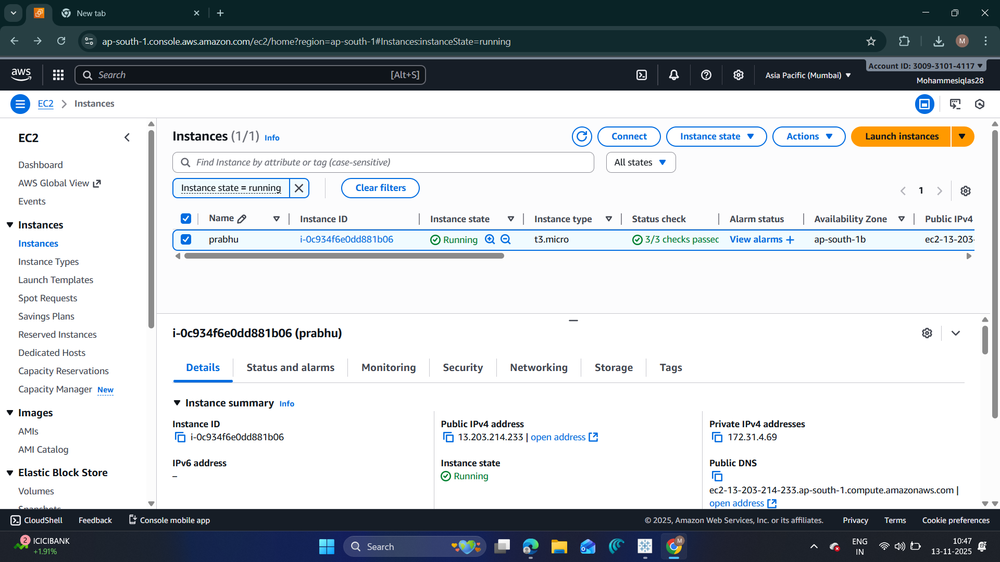 New tab
ap-south-1.console.aws.amazon.com/ec2/home?region=ap-south-1#Instances:instanceState=running
M
aws
Search
[Alt+S]
Asia Pacific (Mumbai)
Account ID: 3009-3101-4117
Mohammesiqlas28
EC2
Instances
EC2
Dashboard
AWS Global View
Events
Instances
Instances
Instance Types
Launch Templates
Spot Requests
Savings Plans
Reserved Instances
Dedicated Hosts
Capacity Reservations
Capacity Manager New
Images
AMIs
AMI Catalog
Elastic Block Store
Volumes
Snapshots
Instances (1/1) Info
Connect
Instance state
Actions
Launch instances
Find Instance by attribute or tag (case-sensitive)
All states
Instance state = running
Clear filters
1
Name Instance ID Instance state Instance type Status check Alarm status Availability Zone Public IPv4
prabhu i-0c934f6e0dd881b06 Running t3.micro 3/3 checks passed View alarms + ap-south-1b ec2-13-203-
i-0c934f6e0dd881b06 (prabhu)
Details Status and alarms Monitoring Security Networking Storage Tags
Instance summary Info
Instance ID
i-0c934f6e0dd881b06
IPv6 address
–
Public IPv4 address
13.203.214.233 | open address
Instance state
Running
Private IPv4 addresses
172.31.4.69
Public DNS
ec2-13-203-214-233.ap-south-1.compute.amazonaws.com |
open address
CloudShell Feedback Console mobile app
© 2025, Amazon Web Services, Inc. or its affiliates. Privacy Terms Cookie preferences
2
ICICIBANK
+1.91%
Search
M
ENG
IN
10:47
13-11-2025